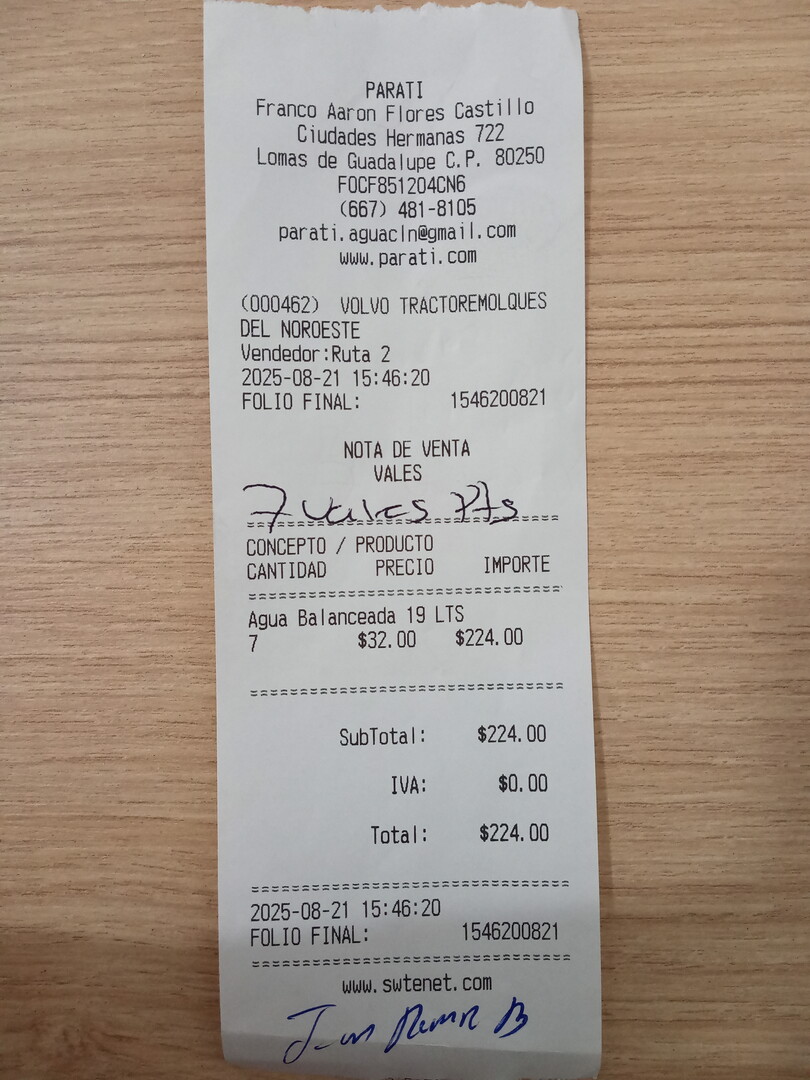 PARATI
Franco Aaron Flores Castillo
Ciudades Hermanas 722
Lomas de Guadalupe C.P. 80250
FOCF851204CN6
(667) 481-8105
parati.aguacln@gmail.com
www.parati.com
(000462) VOLVO TRACTOREMOLQUES
DEL NOROESTE
Vendedor:Ruta 2
2025-08-21 15:46:20
FOLIO FINAL: 1546200821
NOTA DE VENTA
VALES
7 Vales
CONCEPTO / PRODUCTO
CANTIDAD PRECIO IMPORTE
Agua Balanceada 19 LTS
7 $32.00 $224.00
SubTotal: $224.00
IVA: $0.00
Total: $224.00
2025-08-21 15:46:20
FOLIO FINAL: 1546200821
www.swtenet.com